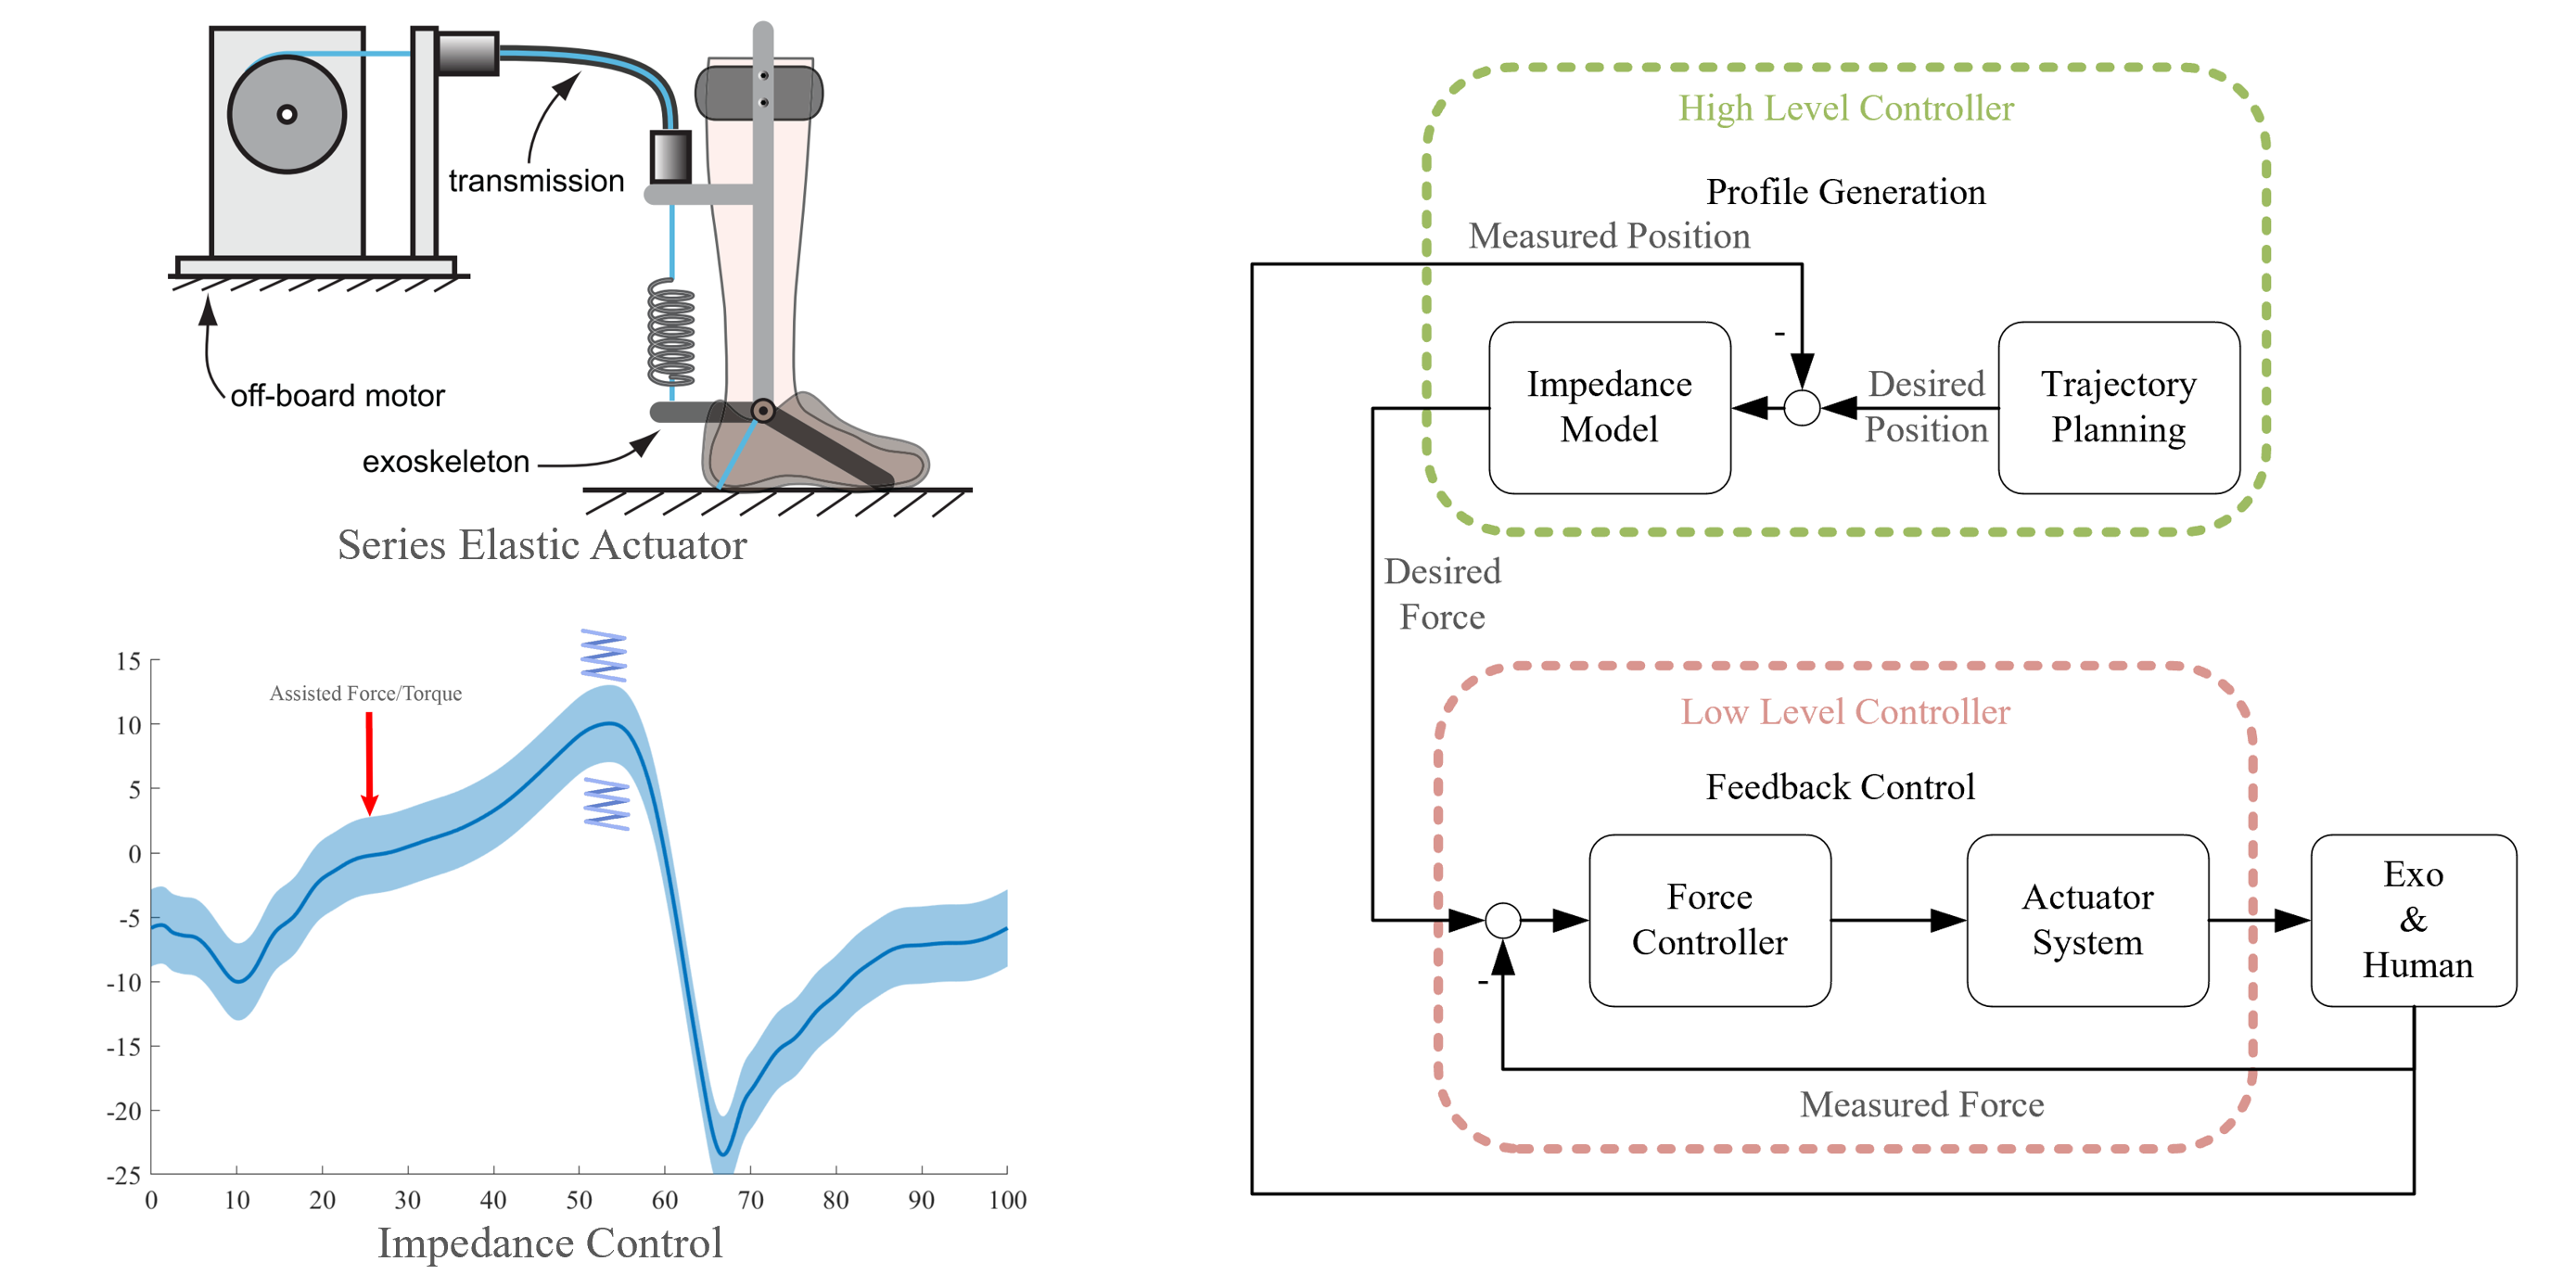 transmission
off-board motor
exoskeleton
Series Elastic Actuator
15
10
5
0
-5
-10
-15
-20
-25
Assisted Force/Torque
0 10 20 30 40 50 60 70 80 90 100
Impedance Control
High Level Controller
Profile Generation
Measured Position
-
Impedance
Model
Desired
Position
Trajectory
Planning
Desired
Force
Low Level Controller
Feedback Control
Force
Controller
Actuator
System
Exo
&
Human
-
Measured Force